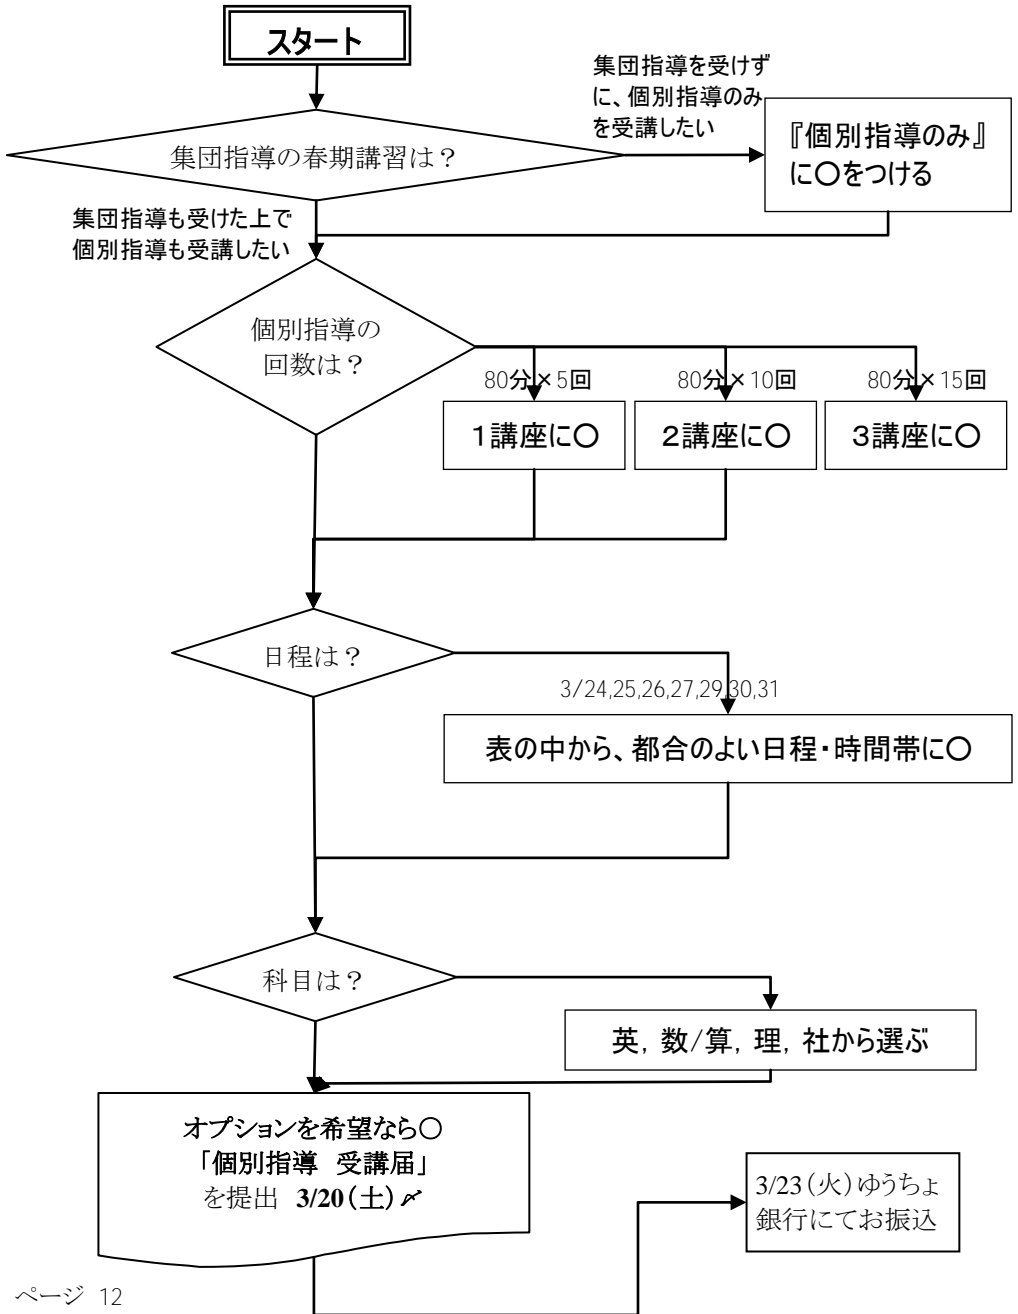 スタート
集団指導を受けず
に、個別指導のみ
を受講したい
集団指導の春期講習は？
『個別指導のみ』
に〇をつける
集団指導も受けた上で
個別指導も受講したい
個別指導の
回数は？
80分×5回
80分×10回
80分×15回
１講座に〇
２講座に〇
３講座に〇
日程は？
3/24,25,26,27,29,30,31
表の中から、都合のよい日程・時間帯に〇
科目は？
英，数/算，理，社から選ぶ
オプションを希望なら〇
「個別指導　受講届」
を提出 3/20（土）〆
3/23（火）ゆうちょ
銀行にてお振込
ページ 12